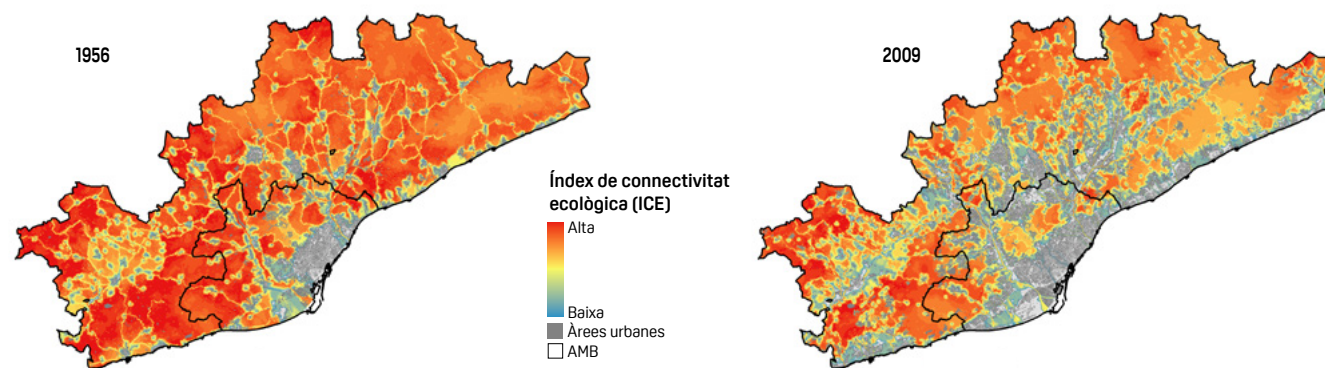 1956
2009
Índex de connectivitat
ecològica (ICE)
Alta
Baixa
Àrees urbanes
AMB